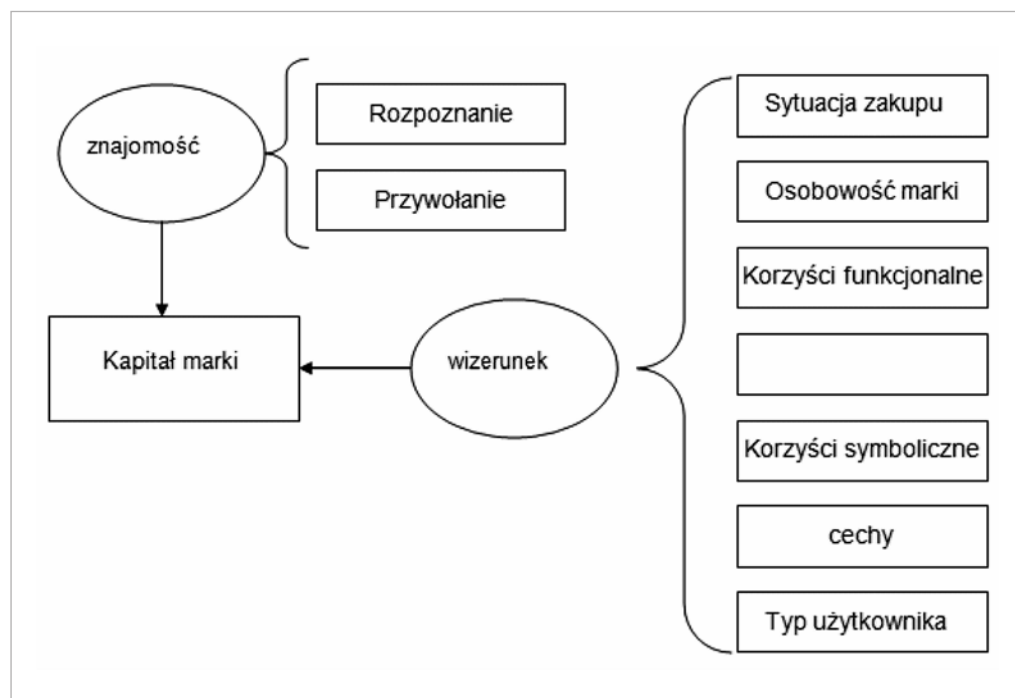 znajomość
Rozpoznanie
Przywołanie
Kapitał marki
wizerunek
Sytuacja zakupu
Osobowość marki
Korzyści funkcjonalne
Korzyści symboliczne
cechy
Typ użytkownika